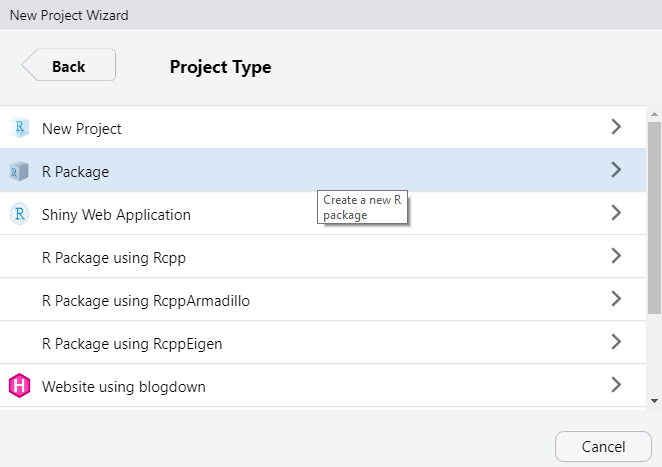 New Project Wizard
Back
Project Type
R New Project
R R Package
R Shiny Web Application
Create a new R
package
R Package using Rcpp
R Package using RcppArmadillo
R Package using RcppEigen
H Website using blogdown
Cancel